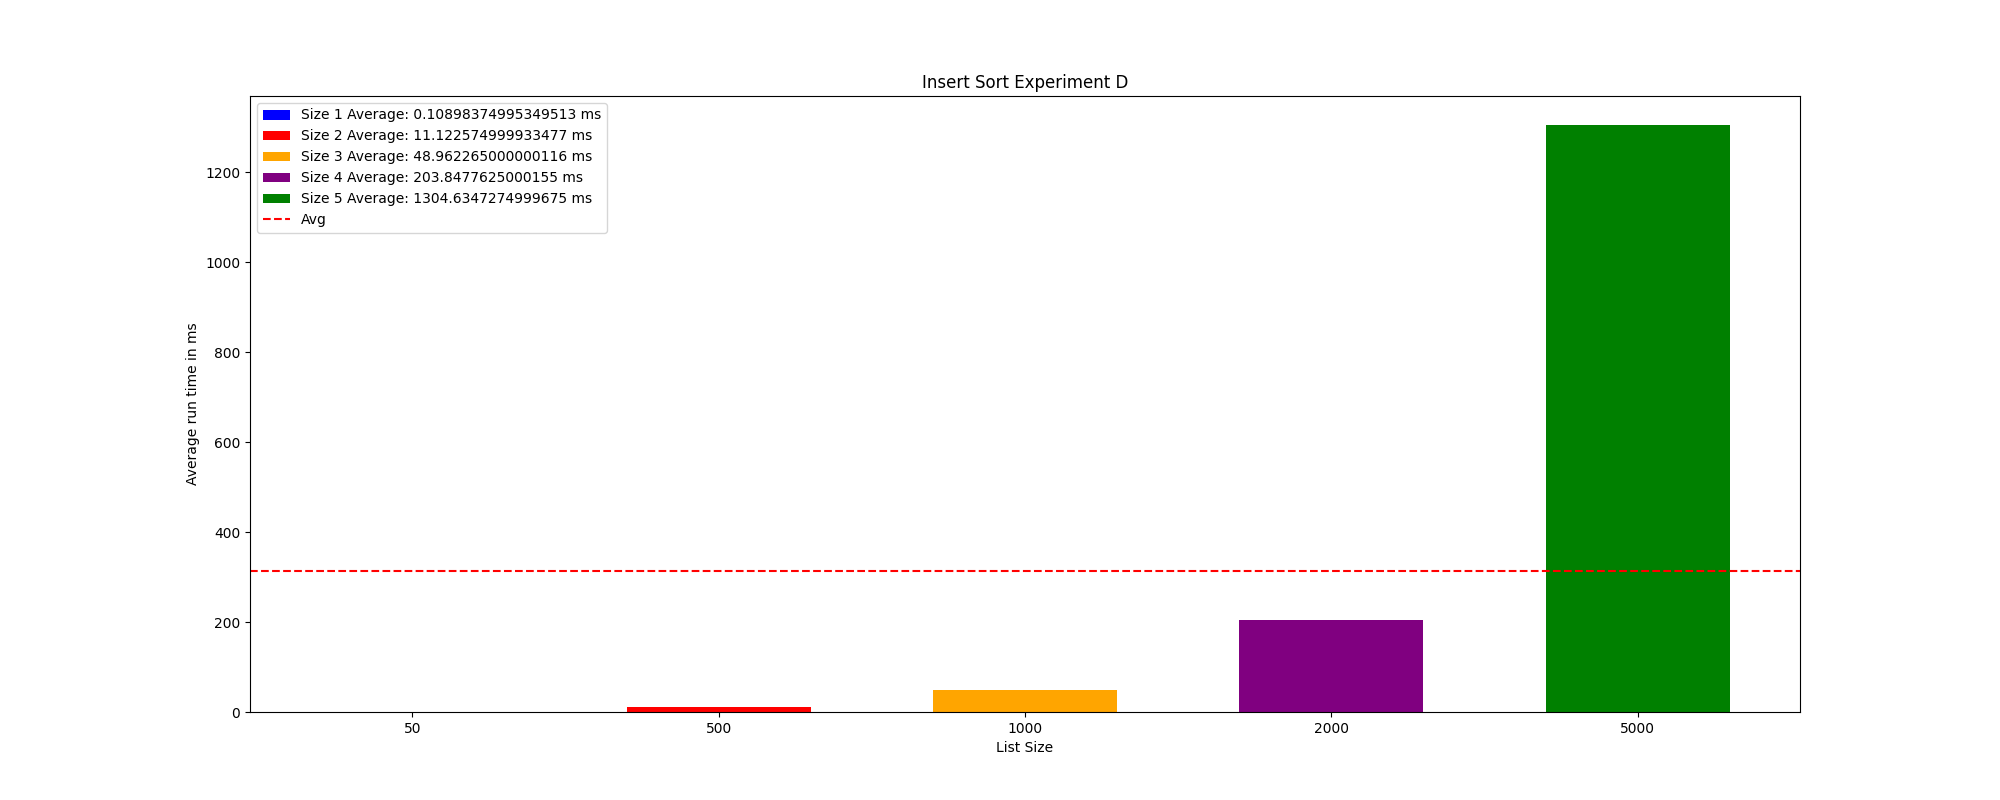 Insert Sort Experiment D
Size 1 Average: 0.10898374995349513 ms
Size 2 Average: 11.122574999933477 ms
Size 3 Average: 48.962265000000116 ms
Size 4 Average: 203.8477625000155 ms
Size 5 Average: 1304.6347274999675 ms
Avg
Average run time in ms
1200
1000
800
600
400
200
0
50 500 1000 2000 5000
List Size